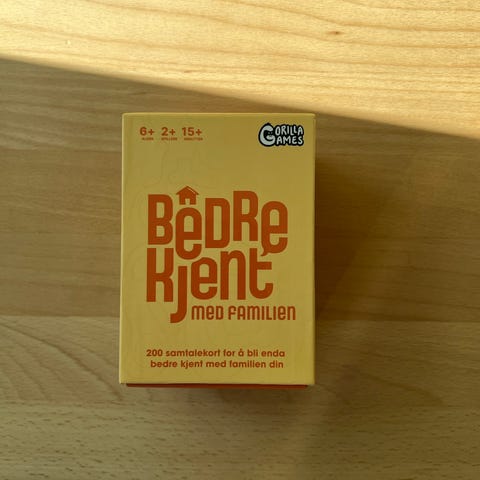 6+ 2+ 15+
GORILLA
GAMES
BEDRE
KJENT
MED FAMILIEN
200 samtalekort for å bli enda
bedre kjent med familien din